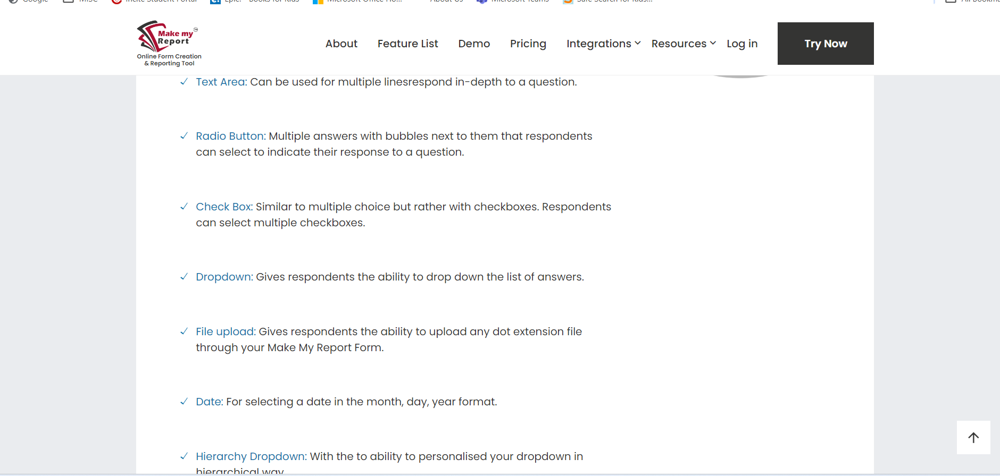 Google MISC Incite Student Portal Epic! - Books for Kids Microsoft Office Ho... About Us Microsoft Teams Safe Search for Kids... All Bookma
Make my
Report
TM
Online Form Creation
& Reporting Tool
About Feature List Demo Pricing Integrations Resources Log in Try Now
Text Area: Can be used for multiple linesrespond in-depth to a question.
Radio Button: Multiple answers with bubbles next to them that respondents
can select to indicate their response to a question.
Check Box: Similar to multiple choice but rather with checkboxes. Respondents
can select multiple checkboxes.
Dropdown: Gives respondents the ability to drop down the list of answers.
File upload: Gives respondents the ability to upload any dot extension file
through your Make My Report Form.
Date: For selecting a date in the month, day, year format.
Hierarchy Dropdown: With the to ability to personalised your dropdown in
hierarchical way.